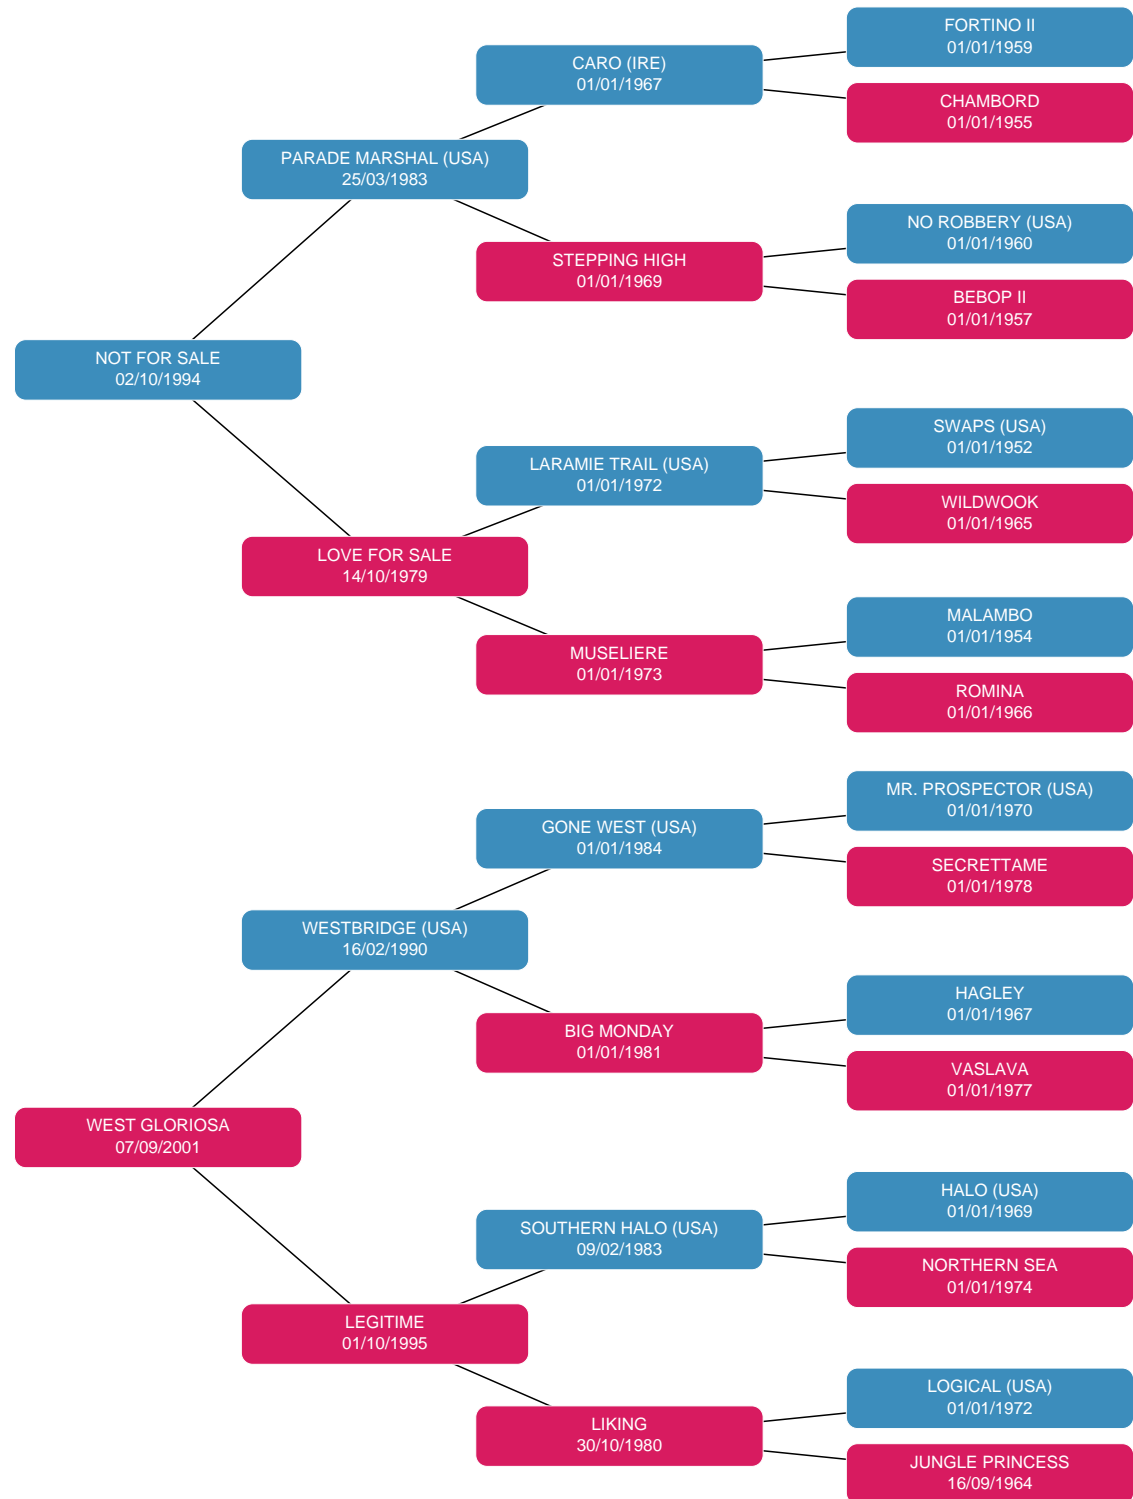 FORTINO II
01/01/1959
CARO (IRE)
01/01/1967
CHAMBORD
01/01/1955
PARADE MARSHAL (USA)
25/03/1983
NO ROBBERY (USA)
01/01/1960
STEPPING HIGH
01/01/1969
BEBOP II
01/01/1957
NOT FOR SALE
02/10/1994
SWAPS (USA)
01/01/1952
LARAMIE TRAIL (USA)
01/01/1972
WILDWOOK
01/01/1965
LOVE FOR SALE
14/10/1979
MALAMBO
01/01/1954
MUSELIERE
01/01/1973
ROMINA
01/01/1966
MR. PROSPECTOR (USA)
01/01/1970
GONE WEST (USA)
01/01/1984
SECRETTAME
01/01/1978
WESTBRIDGE (USA)
16/02/1990
HAGLEY
01/01/1967
BIG MONDAY
01/01/1981
VASLAVA
01/01/1977
WEST GLORIOSA
07/09/2001
HALO (USA)
01/01/1969
SOUTHERN HALO (USA)
09/02/1983
NORTHERN SEA
01/01/1974
LEGITIME
01/10/1995
LOGICAL (USA)
01/01/1972
LIKING
30/10/1980
JUNGLE PRINCESS
16/09/1964